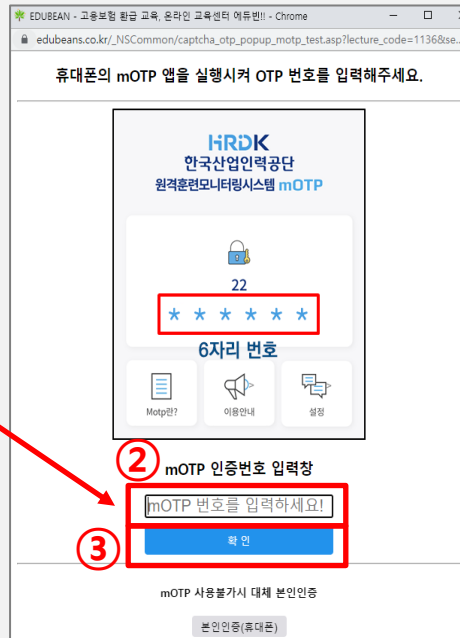 EDUBEAN - 고용보험 환급 교육, 온라인 교육센터 에듀빈!! - Chrome
edubeans.co.kr/_NSCommon/captcha_otp_popup_motp_test.asp?lecture_code=1136&se...
휴대폰의 mOTP 앱을 실행시켜 OTP 번호를 입력해주세요.
HRDK
한국산업인력공단
원격훈련모니터링시스템 mOTP
22
* * * * * *
6자리 번호
Motp란? 이용안내 설정
② mOTP 인증번호 입력창
mOTP 번호를 입력하세요!
③ 확 인
mOTP 사용불가시 대체 본인인증
본인인증(휴대폰)